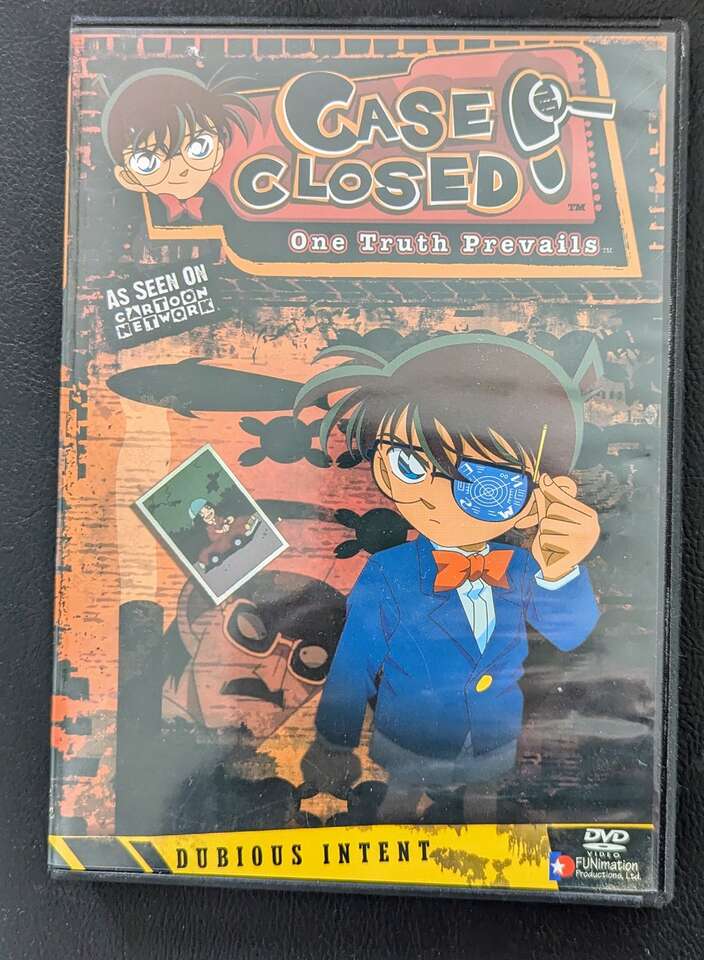 CASE
CLOSED!
TM
One Truth Prevails TM
AS SEEN ON
CARTOON
NETWORK
DUBIOUS INTENT
DVD
VIDEO
FUNimation
Productions, Ltd.